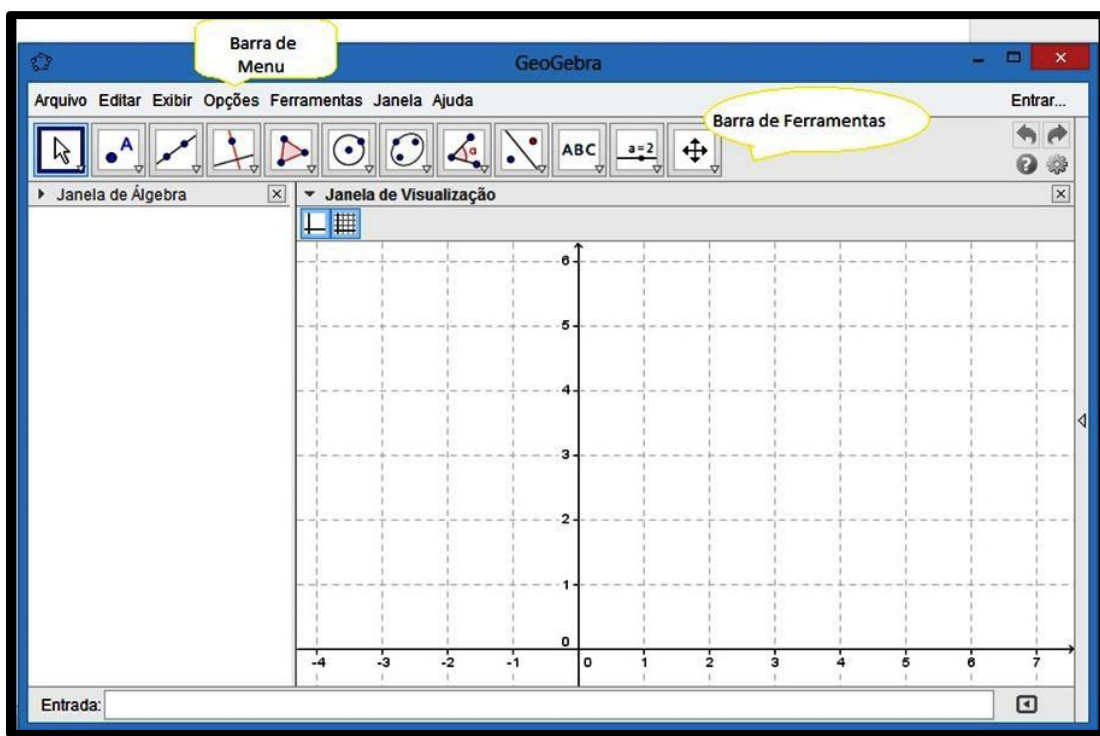 Barra de
Menu
GeoGebra
Arquivo Editar Exibir Opções Ferramentas Janela Ajuda
Entrar...
Barra de Ferramentas
A
α
ABC
a=2
Janela de Álgebra
Janela de Visualização
6
5
4
3
2
1
0
-4 -3 -2 -1 0 1 2 3 4 5 6 7
Entrada: